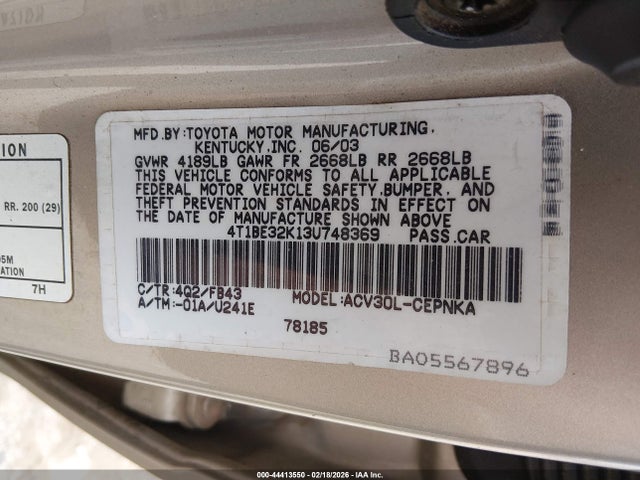 MFD.BY:TOYOTA MOTOR MANUFACTURING,
KENTUCKY,INC. 06/03
GVWR 4189LB GAWR FR 2668LB RR 2668LB
THIS VEHICLE CONFORMS TO ALL APPLICABLE
FEDERAL MOTOR VEHICLE SAFETY,BUMPER, AND
THEFT PREVENTION STANDARDS IN EFFECT ON
THE DATE OF MANUFACTURE SHOWN ABOVE
4T1BE32K13U748369 PASS.CAR
C/TR:4Q2/FB43
A/TM:-01A/U241E
MODEL:ACV30L-CEPNKA
78185
BA05567896
ION
RR. 200 (29)
05M
RATION
7H
000-44413550 - 02/18/2026 - IAA Inc.